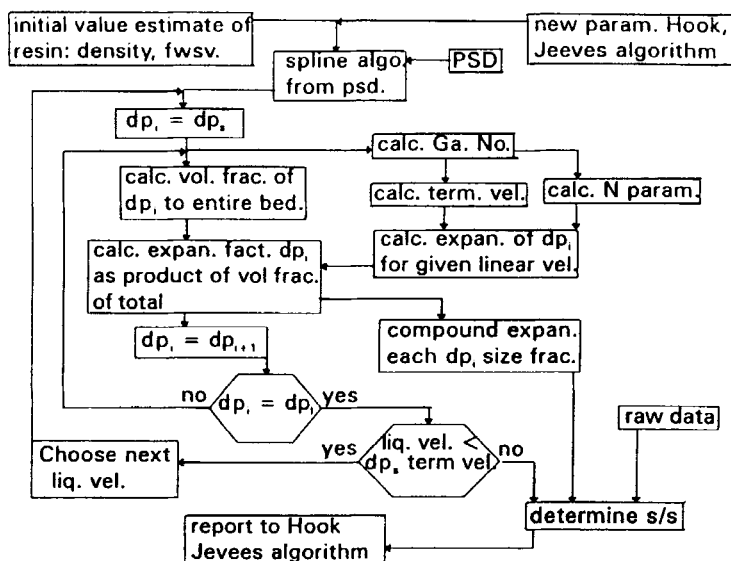 initial value estimate of
resin: density, fwsv.
new param. Hook,
Jeeves algorithm
spline algo.
from psd.
PSD
dpᵢ = dpₛ
calc. Ga. No.
calc. vol. frac. of
dpᵢ to entire bed.
calc. term. vel.
calc. N param.
calc. expan. fact. dpᵢ
as product of vol frac.
of total
calc. expan. of dpᵢ
for given linear vel.
dpᵢ = dpᵢ₊₁
compound expan.
each dpᵢ size frac.
no
dpᵢ = dpₗ
yes
raw data
Choose next
liq. vel.
yes
liq. vel. <
dpₛ term vel.
no
determine s/s
report to Hook
Jevees algorithm